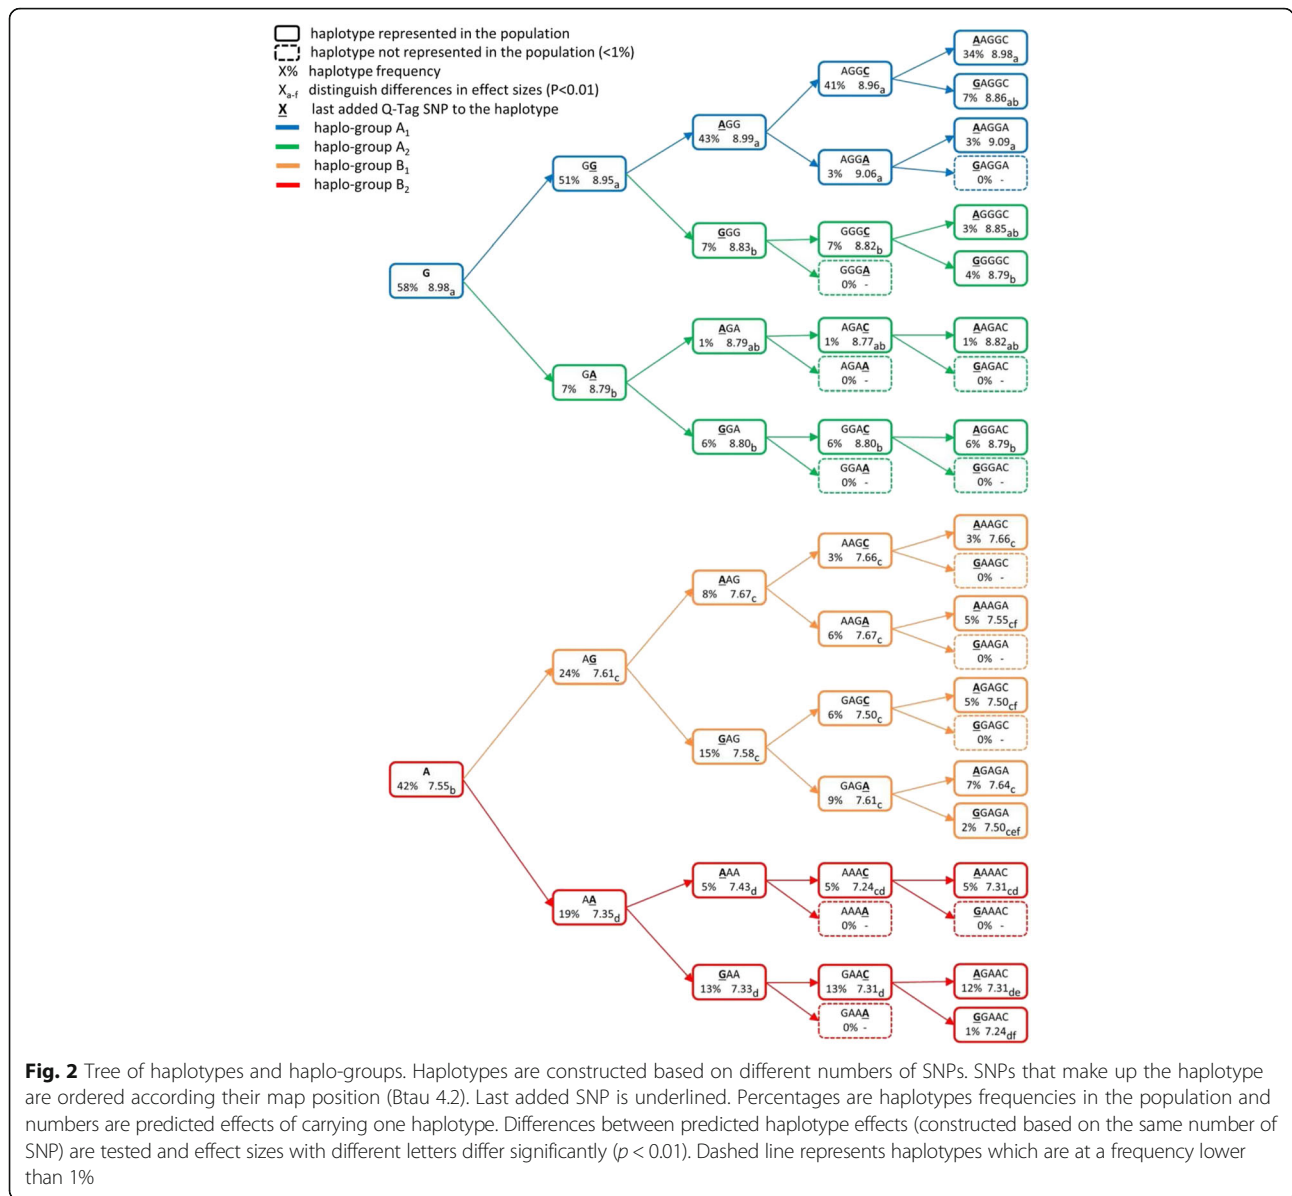 haplotype represented in the population
haplotype not represented in the population (<1%)
X% haplotype frequency
Xa-f distinguish differences in effect sizes (P<0.01)
X last added Q-Tag SNP to the haplotype
haplo-group A1
haplo-group A2
haplo-group B1
haplo-group B2
G
58% 8.98a
A
42% 7.55b
GG
51% 8.95a
GA
7% 8.79b
AG
24% 7.61c
AA
19% 7.35d
AGG
43% 8.99a
GGG
7% 8.83b
AGA
1% 8.79ab
GGA
6% 8.80b
AAG
8% 7.67c
GAG
15% 7.58c
AAA
5% 7.43d
GAA
13% 7.33d
AGGC
41% 8.96a
AGGA
3% 9.06a
GGGC
7% 8.82b
GGGA
0% -
AGAC
1% 8.77ab
AGAA
0% -
GGAC
6% 8.80b
GGAA
0% -
AAGC
3% 7.66c
AAGA
6% 7.67c
GAGC
6% 7.50c
GAGA
9% 7.61c
AAAC
5% 7.24cd
AAAA
0% -
GAAC
13% 7.31d
GAAA
0% -
AAGGC
34% 8.98a
GAGGC
7% 8.86ab
AAGGA
3% 9.09a
GAGGA
0% -
AGGGC
3% 8.85ab
GGGGC
4% 8.79b
AAGAC
1% 8.82ab
GAGAC
0% -
AGGAC
6% 8.79b
GGGAC
0% -
AAAGC
3% 7.66c
GAAGC
0% -
AAAGA
5% 7.55cf
GAAGA
0% -
AGAGC
5% 7.50cf
GGAGC
0% -
AGAGA
7% 7.64c
GGAGA
2% 7.50cef
AAAAC
5% 7.31cd
GAAAC
0% -
AGAAC
12% 7.31de
GGAAC
1% 7.24df
Fig. 2 Tree of haplotypes and haplo-groups. Haplotypes are constructed based on different numbers of SNPs. SNPs that make up the haplotype
are ordered according their map position (Btau 4.2). Last added SNP is underlined. Percentages are haplotypes frequencies in the population and
numbers are predicted effects of carrying one haplotype. Differences between predicted haplotype effects (constructed based on the same number of
SNP) are tested and effect sizes with different letters differ significantly (p < 0.01). Dashed line represents haplotypes which are at a frequency lower
than 1%